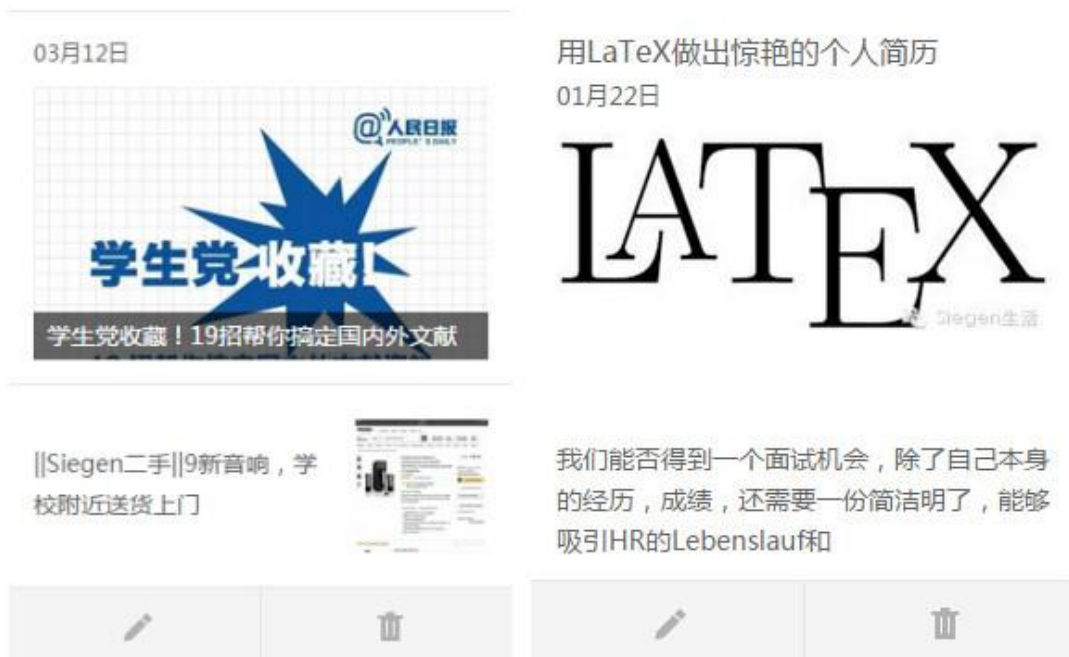 03月12日
@人民日报
PEOPLE'S DAILY
学生党 收藏!
学生党收藏！19招帮你搞定国内外文献
||Siegen二手||9新音响，学
校附近送货上门
用LaTeX做出惊艳的个人简历
01月22日
LATEX
Siegen生活
我们能否得到一个面试机会，除了自己本身
的经历，成绩，还需要一份简洁明了，能够
吸引HR的Lebenslauf和